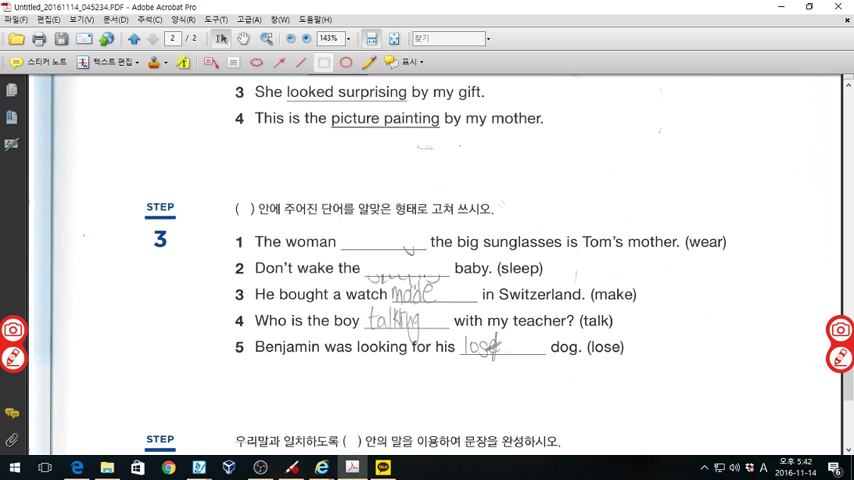 Untitled_20161114_045234.PDF - Adobe Acrobat Pro
파일(F) 편집(E) 보기(V) 문서(D) 주석(C) 양식(R) 도구(T) 고급(A) 창(W) 도움말(H)
2 / 2 143% 찾기
스티커 노트 텍스트 편집 표시
3 She looked surprising by my gift.
4 This is the picture painting by my mother.
STEP
3
( ) 안에 주어진 단어를 알맞은 형태로 고쳐 쓰시오.
1 The woman the big sunglasses is Tom's mother. (wear)
2 Don't wake the baby. (sleep)
3 He bought a watch made in Switzerland. (make)
4 Who is the boy talking with my teacher? (talk)
5 Benjamin was looking for his dog. (lose)
STEP
우리말과 일치하도록 ( ) 안의 말을 이용하여 문장을 완성하시오.
A 오후 5:42
2016-11-14